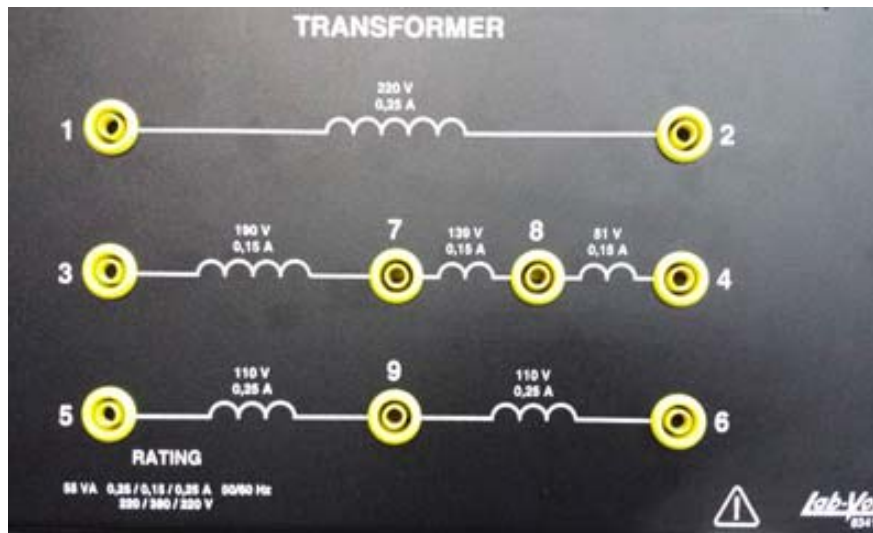 TRANSFORMER
220 V
0,25 A
1
2
190 V
0,15 A
7
139 V
0,15 A
8
51 V
0,15 A
3
4
110 V
0,25 A
9
110 V
0,25 A
5
6
RATING
55 VA 0,25 / 0,15 / 0,25 A 50/60 Hz
220 / 380 / 220 V